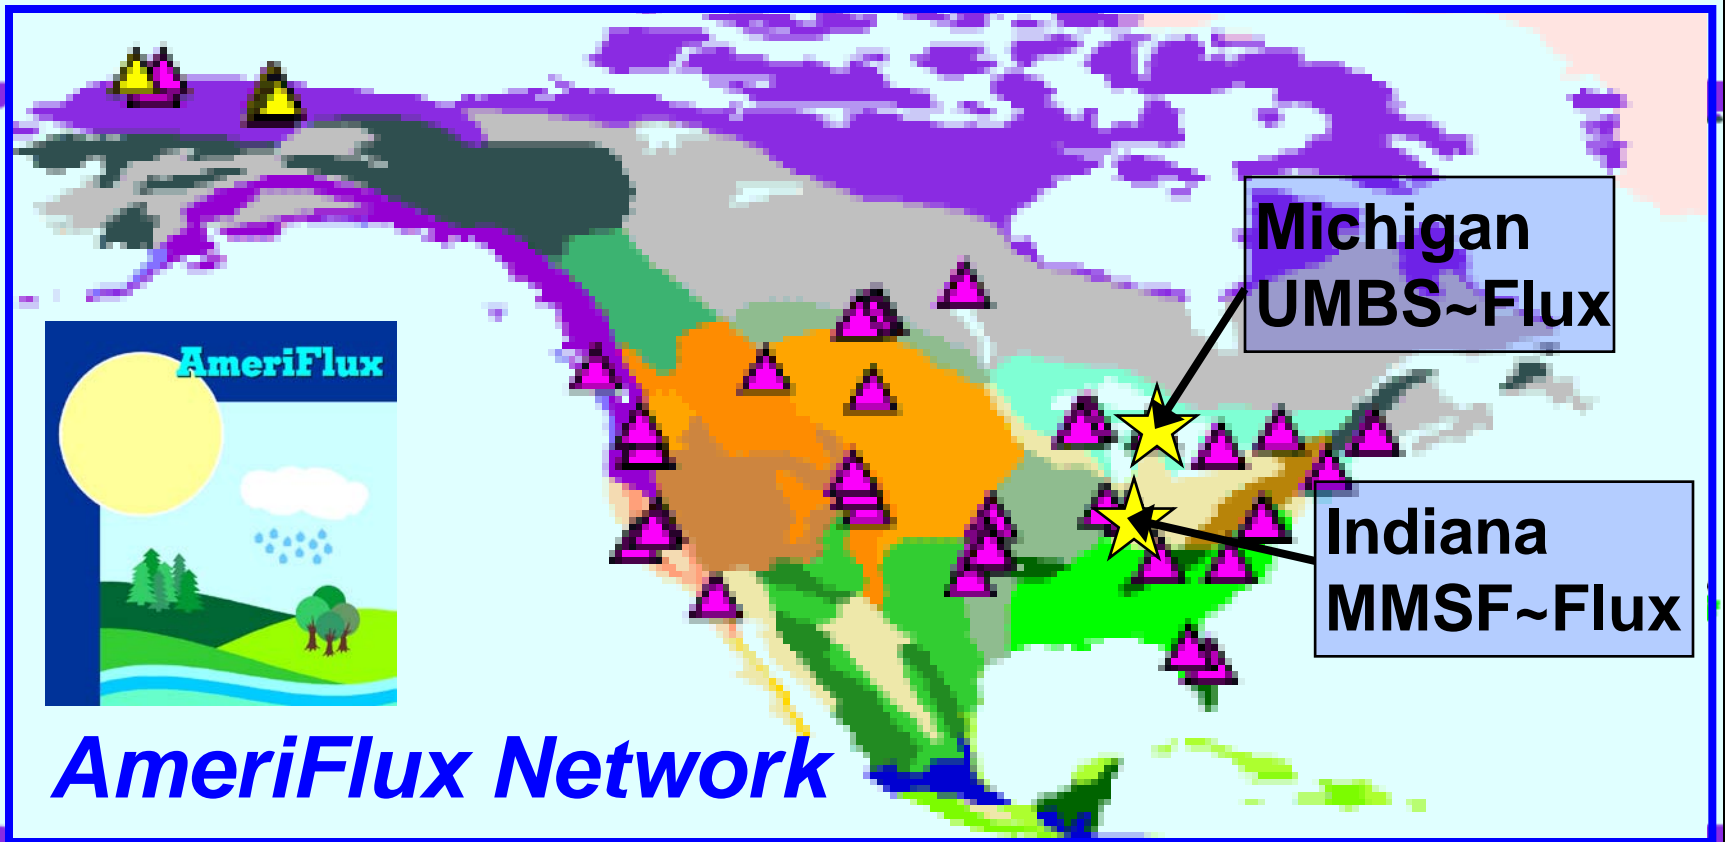 Michigan
UMBS~Flux
AmeriFlux
Indiana
MMSF~Flux
AmeriFlux Network